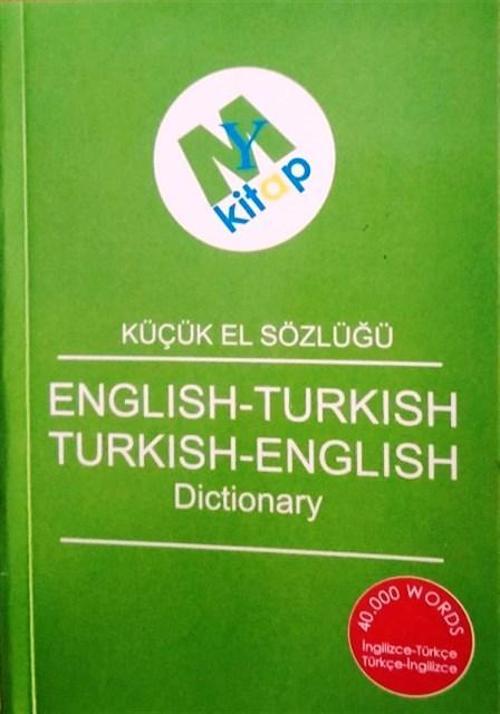 MY
kitap
KÜÇÜK EL SÖZLÜĞÜ
ENGLISH-TURKISH
TURKISH-ENGLISH
Dictionary
40.000 WORDS
İngilizce-Türkçe
Türkçe-İngilizce